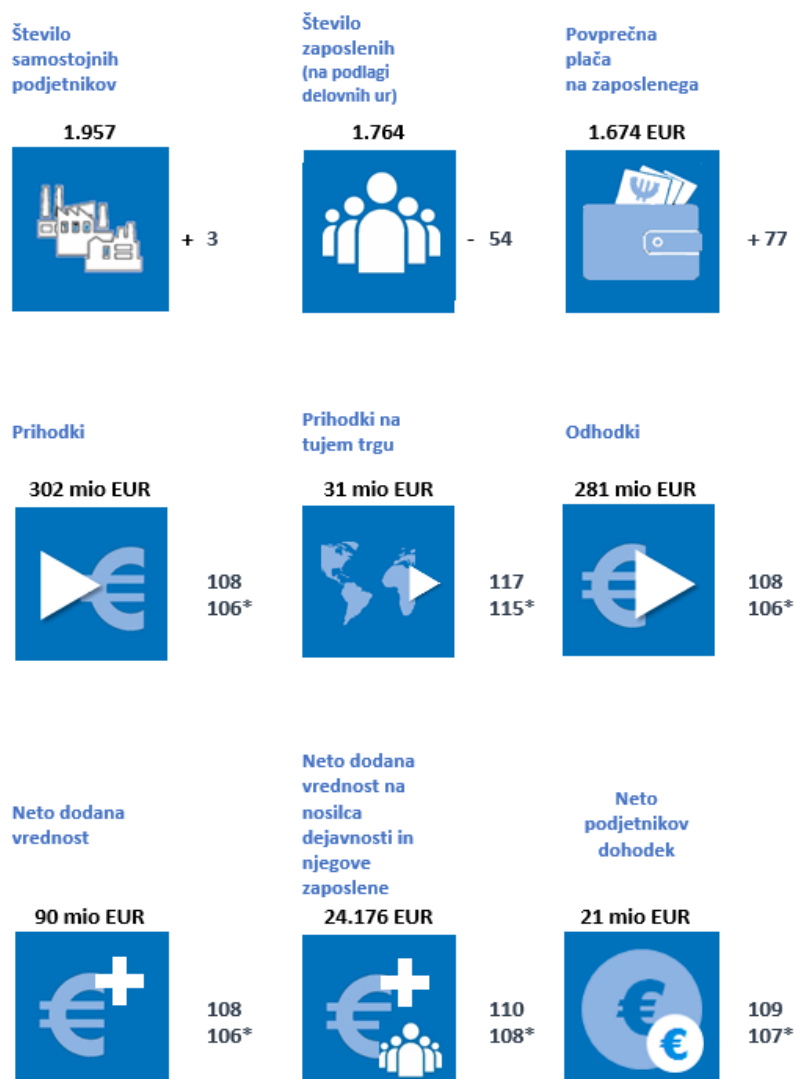 Število
samostojnih
podjetnikov
1.957
+ 3
Število
zaposlenih
(na podlagi
delovnih ur)
1.764
- 54
Povprečna
plača
na zaposlenega
1.674 EUR
+ 77
Prihodki
302 mio EUR
108
106*
Prihodki na
tujem trgu
31 mio EUR
117
115*
Odhodki
281 mio EUR
108
106*
Neto dodana
vrednost
90 mio EUR
108
106*
Neto dodana
vrednost na
nosilca
dejavnosti in
njegove
zaposlene
24.176 EUR
110
108*
Neto
podjetnikov
dohodek
21 mio EUR
109
107*